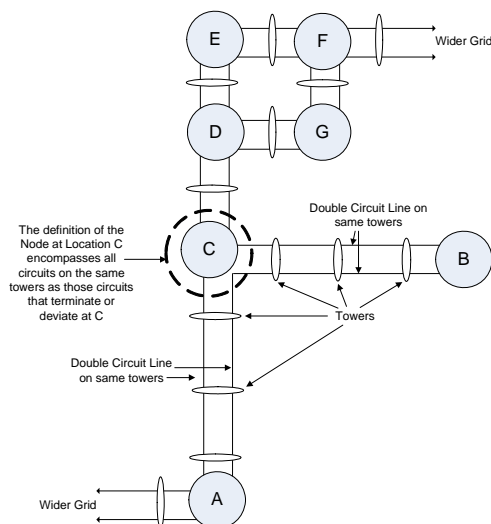 E
F
Wider Grid
D
G
The definition of the
Node at Location C
encompasses all
circuits on the same
towers as those circuits
that terminate or
deviate at C
C
Double Circuit Line on
same towers
B
Towers
Double Circuit Line
on same towers
Wider Grid
A